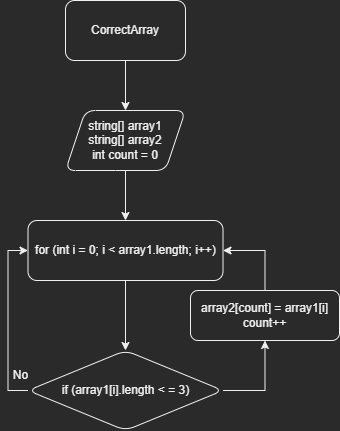 CorrectArray
string[] array1
string[] array2
int count = 0
for (int i = 0; i < array1.length; i++)
array2[count] = array1[i]
count++
No
if (array1[i].length < = 3)